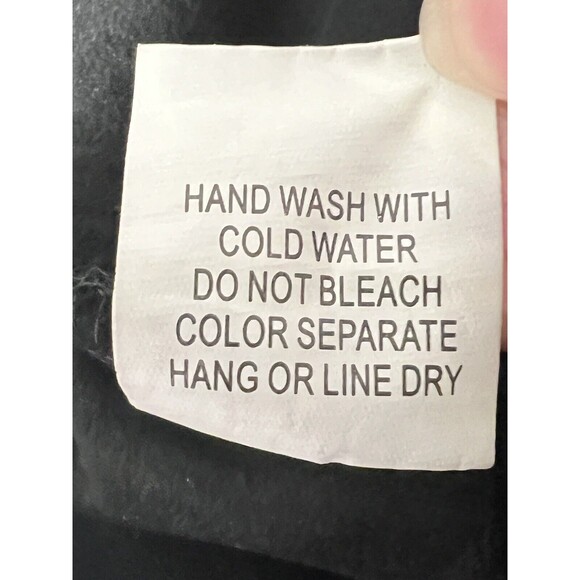 HAND WASH WITH
COLD WATER
DO NOT BLEACH
COLOR SEPARATE
HANG OR LINE DRY